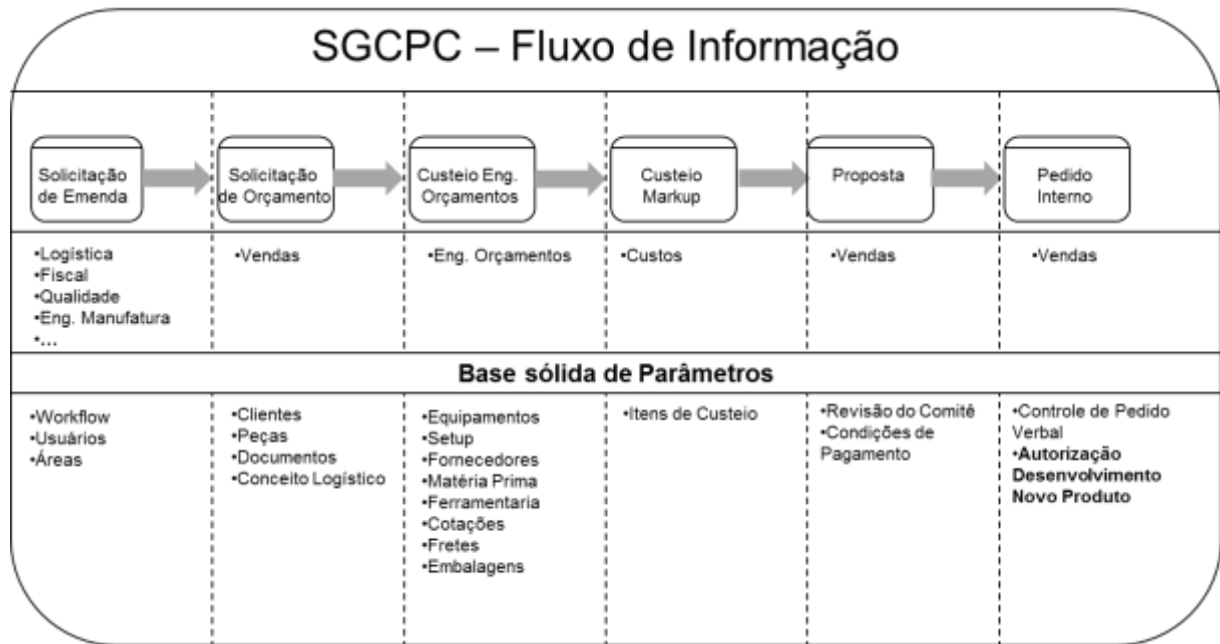 SGCPC – Fluxo de Informação
Solicitação
de Emenda
Solicitação
de Orçamento
Custeio Eng.
Orçamentos
Custeio
Markup
Proposta
Pedido
Interno
•Logística
•Fiscal
•Qualidade
•Eng. Manufatura
•...
•Vendas
•Eng. Orçamentos
•Custos
•Vendas
•Vendas
Base sólida de Parâmetros
•Workflow
•Usuários
•Áreas
•Clientes
•Peças
•Documentos
•Conceito Logístico
•Equipamentos
•Setup
•Fornecedores
•Matéria Prima
•Ferramentaria
•Cotações
•Fretes
•Embalagens
•Itens de Custeio
•Revisão do Comitê
•Condições de
Pagamento
•Controle de Pedido
Verbal
•Autorização
Desenvolvimento
Novo Produto